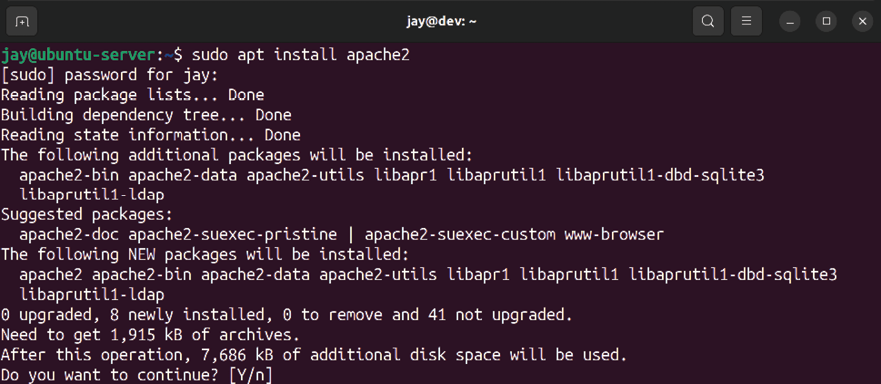 jay@dev: ~
jay@ubuntu-server:~$ sudo apt install apache2
[sudo] password for jay:
Reading package lists... Done
Building dependency tree... Done
Reading state information... Done
The following additional packages will be installed:
  apache2-bin apache2-data apache2-utils libapr1 libaprutil1 libaprutil1-dbd-sqlite3
  libaprutil1-ldap
Suggested packages:
  apache2-doc apache2-suexec-pristine | apache2-suexec-custom www-browser
The following NEW packages will be installed:
  apache2 apache2-bin apache2-data apache2-utils libapr1 libaprutil1 libaprutil1-dbd-sqlite3
  libaprutil1-ldap
0 upgraded, 8 newly installed, 0 to remove and 41 not upgraded.
Need to get 1,915 kB of archives.
After this operation, 7,686 kB of additional disk space will be used.
Do you want to continue? [Y/n]